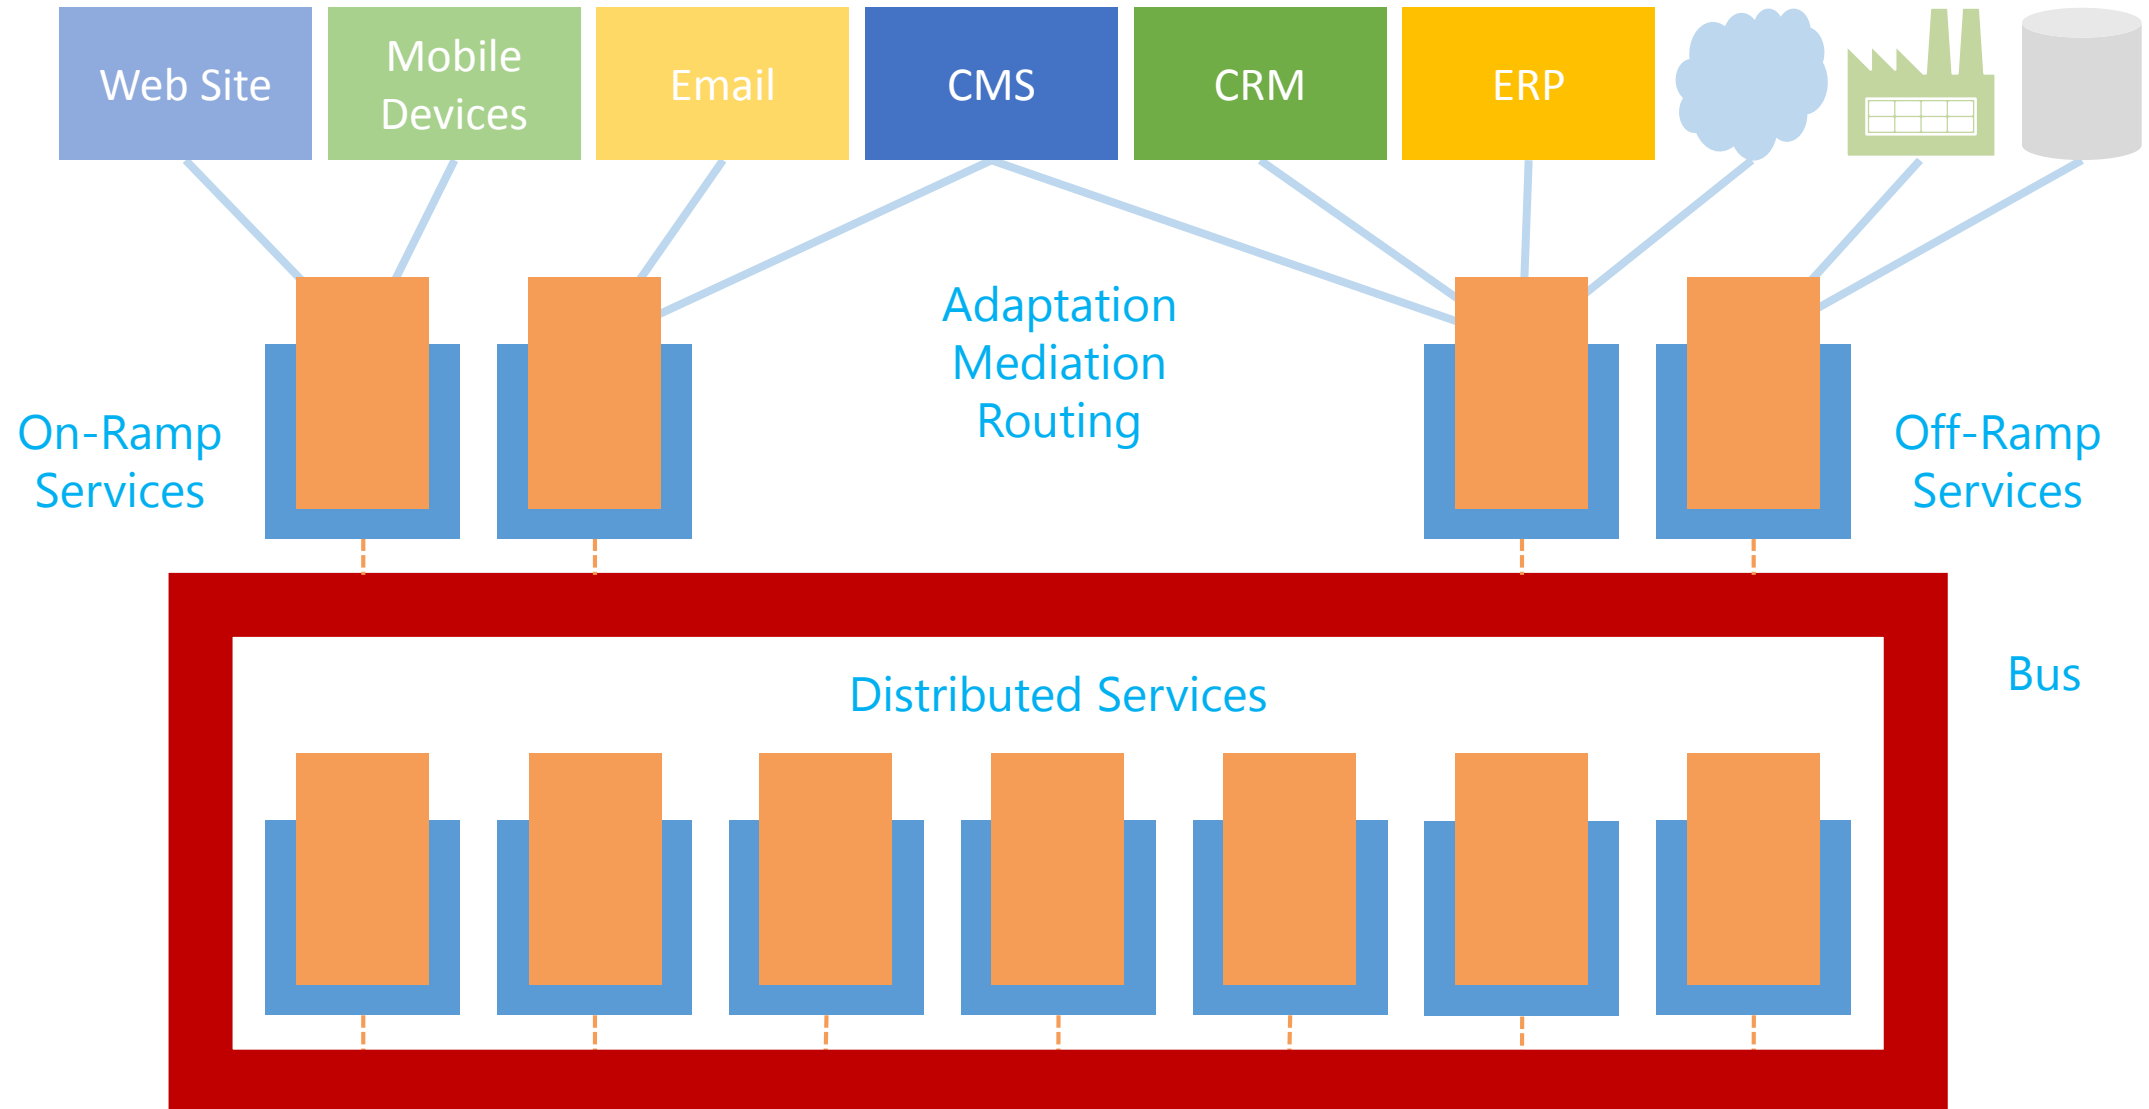 Web Site
Mobile
Devices
Email
CMS
CRM
ERP
Adaptation
Mediation
Routing
On-Ramp
Services
Off-Ramp
Services
Bus
Distributed Services